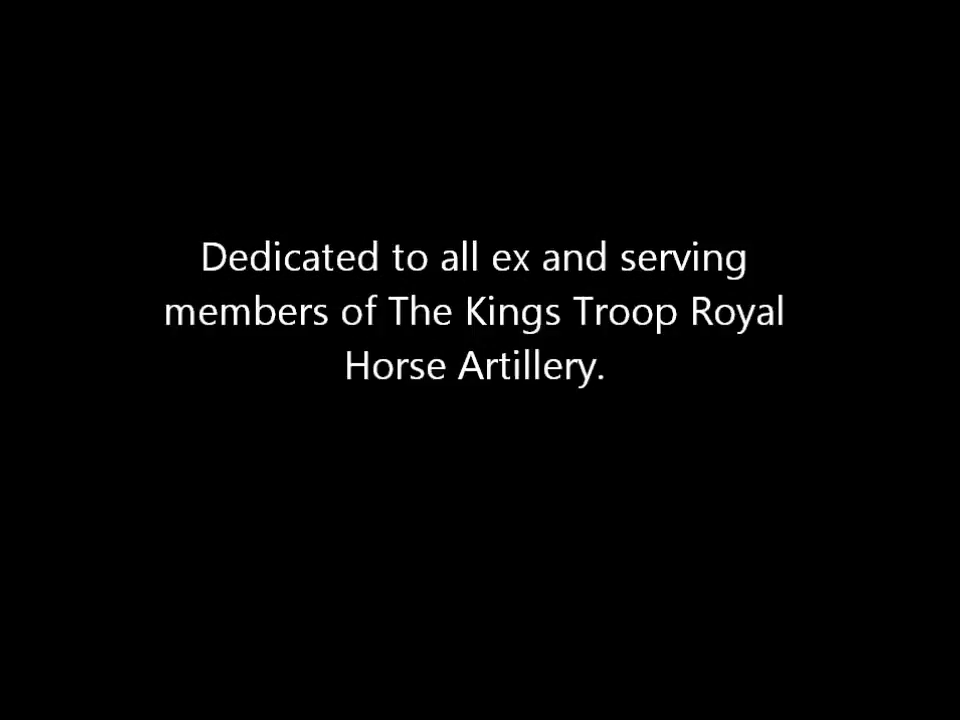 Dedicated to all ex and serving
members of The Kings Troop Royal
Horse Artillery.